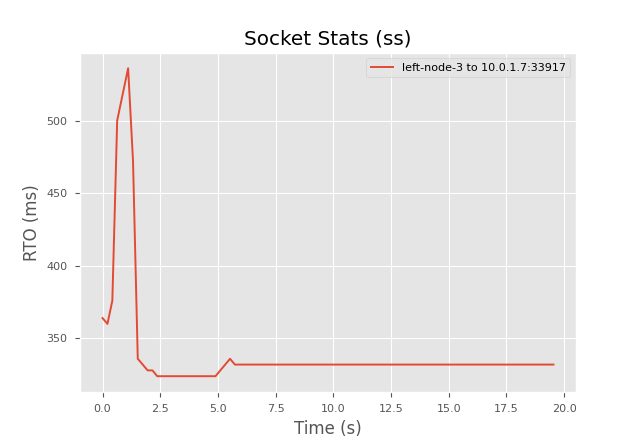 Socket Stats (ss)
left-node-3 to 10.0.1.7:33917
RTO (ms)
500
450
400
350
0.0 2.5 5.0 7.5 10.0 12.5 15.0 17.5 20.0
Time (s)